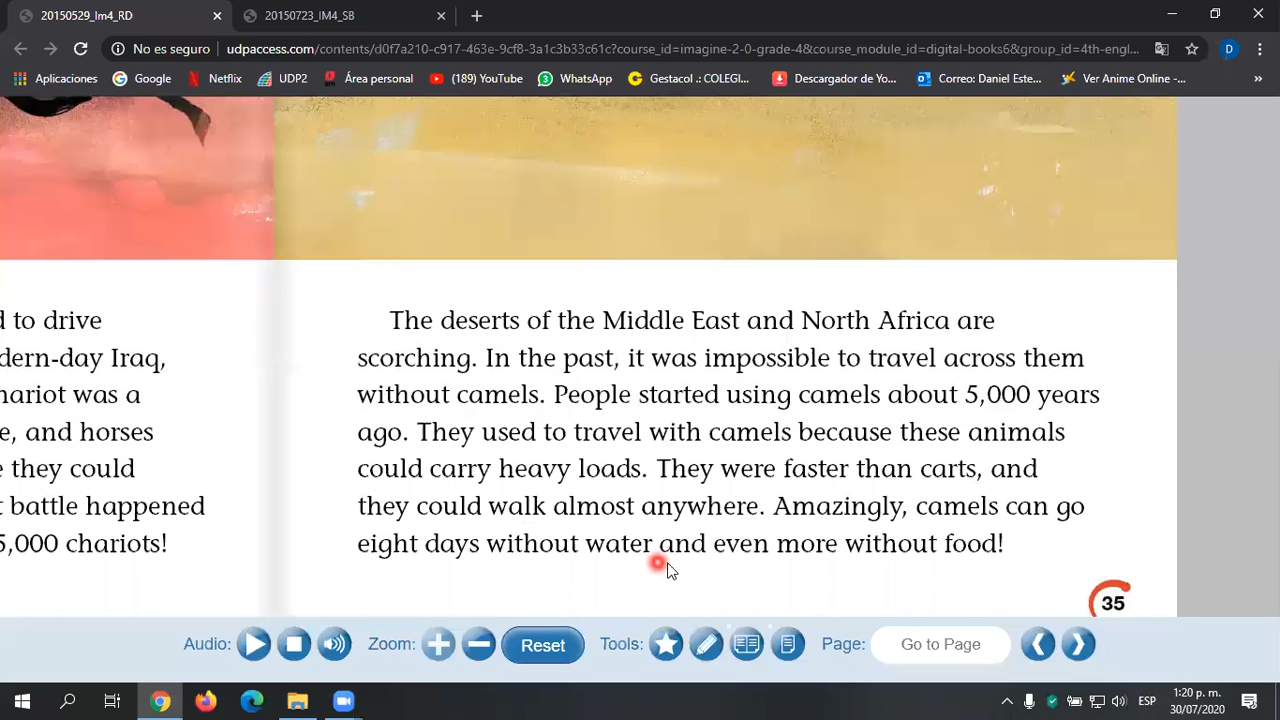 20150529_Im4_RD
20150723_IM4_SB
No es seguro | udpaccess.com/contents/d0f7a210-c917-463e-9cf8-3a1c3b33c61c?course_id=imagine-2-0-grade-4&course_module_id=digital-books6&group_id=4th-engl...
D
Aplicaciones Google Netflix UDP2 Área personal (189) YouTube WhatsApp Gestacol :: COLEGI... Descargador de Yo... Correo: Daniel Este... Ver Anime Online -...
d to drive
dern-day Iraq,
hariot was a
e, and horses
e they could
t battle happened
5,000 chariots!
The deserts of the Middle East and North Africa are
scorching. In the past, it was impossible to travel across them
without camels. People started using camels about 5,000 years
ago. They used to travel with camels because these animals
could carry heavy loads. They were faster than carts, and
they could walk almost anywhere. Amazingly, camels can go
eight days without water and even more without food!
35
Audio: Zoom: Reset Tools: Page: Go to Page
ESP
1:20 p. m.
30/07/2020